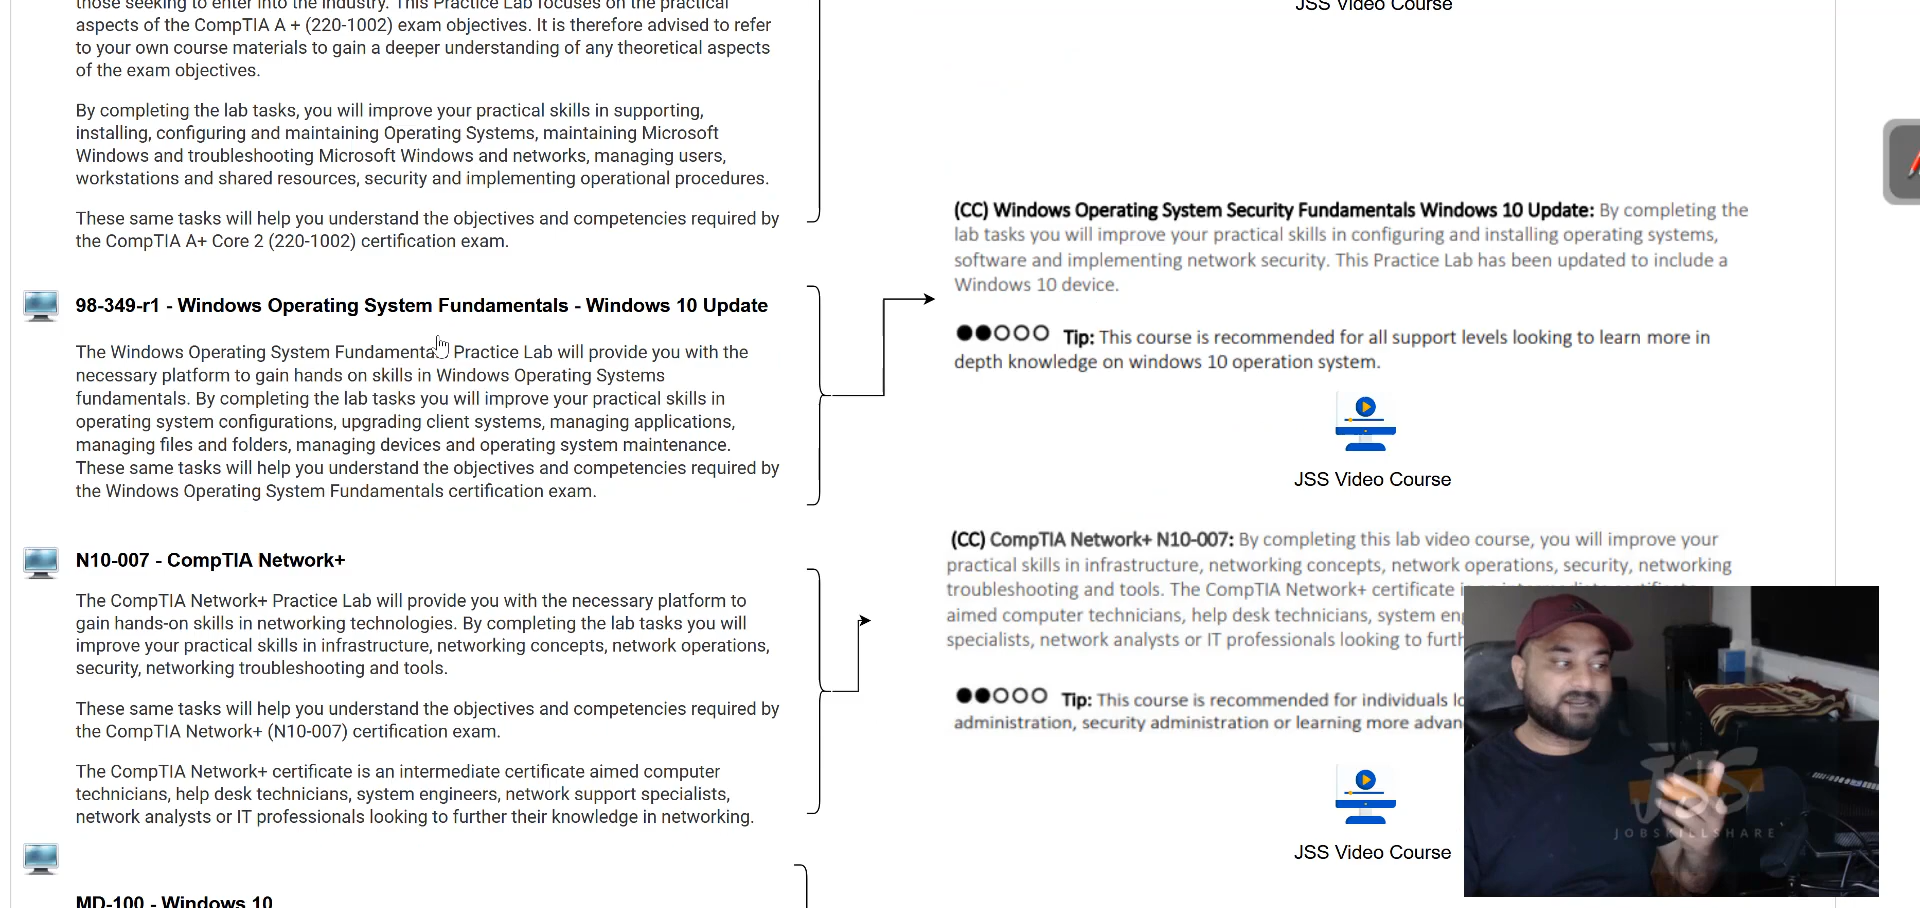 those seeking to enter into the industry. This Practice Lab focuses on the practical
aspects of the CompTIA A + (220-1002) exam objectives. It is therefore advised to refer
to your own course materials to gain a deeper understanding of any theoretical aspects
of the exam objectives.
By completing the lab tasks, you will improve your practical skills in supporting,
installing, configuring and maintaining Operating Systems, maintaining Microsoft
Windows and troubleshooting Microsoft Windows and networks, managing users,
workstations and shared resources, security and implementing operational procedures.
These same tasks will help you understand the objectives and competencies required by
the CompTIA A+ Core 2 (220-1002) certification exam.
98-349-r1 - Windows Operating System Fundamentals - Windows 10 Update
The Windows Operating System Fundamenta Practice Lab will provide you with the
necessary platform to gain hands on skills in Windows Operating Systems
fundamentals. By completing the lab tasks you will improve your practical skills in
operating system configurations, upgrading client systems, managing applications,
managing files and folders, managing devices and operating system maintenance.
These same tasks will help you understand the objectives and competencies required by
the Windows Operating System Fundamentals certification exam.
N10-007 - CompTIA Network+
The CompTIA Network+ Practice Lab will provide you with the necessary platform to
gain hands-on skills in networking technologies. By completing the lab tasks you will
improve your practical skills in infrastructure, networking concepts, network operations,
security, networking troubleshooting and tools.
These same tasks will help you understand the objectives and competencies required by
the CompTIA Network+ (N10-007) certification exam.
The CompTIA Network+ certificate is an intermediate certificate aimed computer
technicians, help desk technicians, system engineers, network support specialists,
network analysts or IT professionals looking to further their knowledge in networking.
MD-100 - Windows 10
JSS Video Course
(CC) Windows Operating System Security Fundamentals Windows 10 Update: By completing the
lab tasks you will improve your practical skills in configuring and installing operating systems,
software and implementing network security. This Practice Lab has been updated to include a
Windows 10 device.
Tip: This course is recommended for all support levels looking to learn more in
depth knowledge on windows 10 operation system.
JSS Video Course
(CC) CompTIA Network+ N10-007: By completing this lab video course, you will improve your
practical skills in infrastructure, networking concepts, network operations, security, networking
troubleshooting and tools. The CompTIA Network+ certificate
aimed computer technicians, help desk technicians, system en
specialists, network analysts or IT professionals looking to furth
Tip: This course is recommended for individuals
administration, security administration or learning more advan
JSS Video Course
JSS
JOBSKILLSHARE